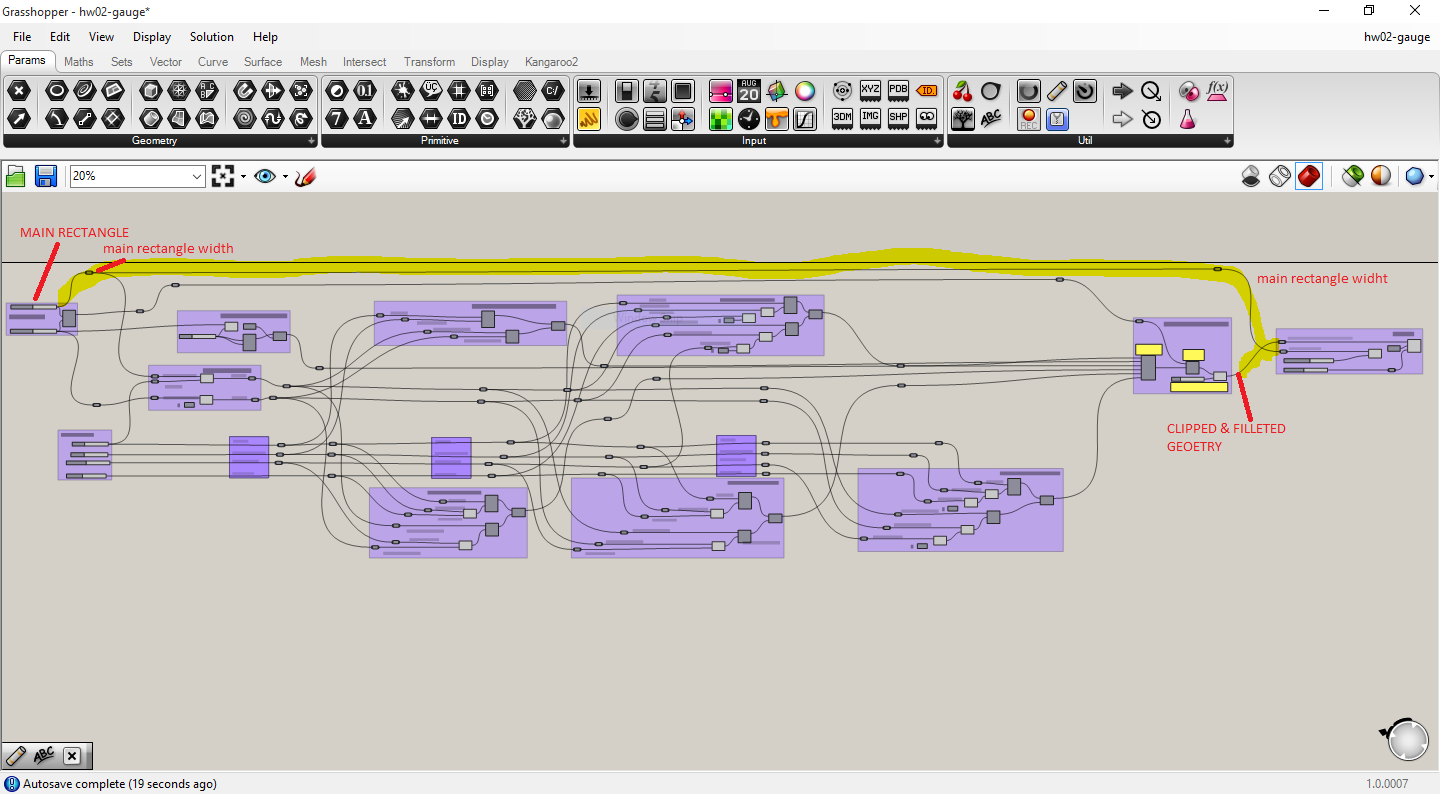 Grasshopper - hw02-gauge*
File Edit View Display Solution Help hw02-gauge
Params Maths Sets Vector Curve Surface Mesh Intersect Transform Display Kangaroo2
Geometry Primitive Input Util
20%
MAIN RECTANGLE
main rectangle width
main rectangle widht
CLIPPED & FILLETED
GEOETRY
Autosave complete (19 seconds ago) 1.0.0007